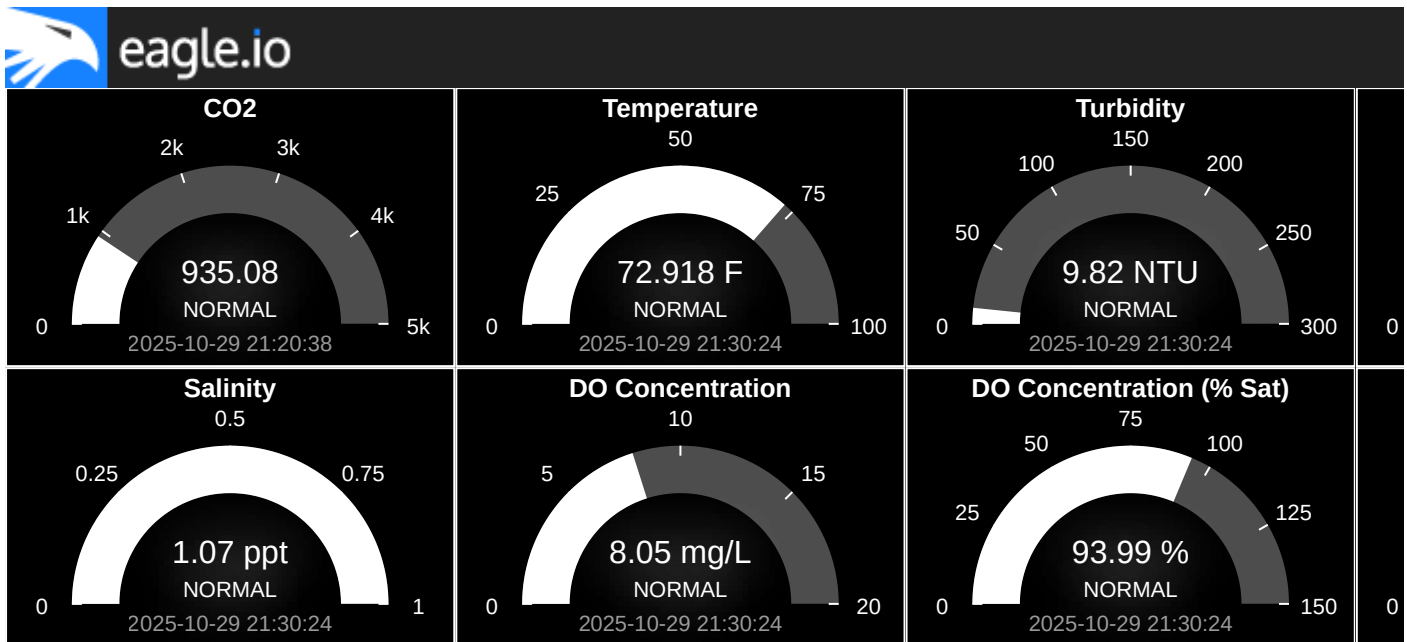 eagle.io
CO2
2k
3k
1k
4k
935.08
NORMAL
0
5k
2025-10-29 21:20:38
Temperature
50
25
75
72.918 F
NORMAL
0
100
2025-10-29 21:30:24
Turbidity
150
100
200
50
250
9.82 NTU
NORMAL
0
300
2025-10-29 21:30:24
0
Salinity
0.5
0.25
0.75
1.07 ppt
NORMAL
0
1
2025-10-29 21:30:24
DO Concentration
10
5
15
8.05 mg/L
NORMAL
0
20
2025-10-29 21:30:24
DO Concentration (% Sat)
75
50
100
25
125
93.99 %
NORMAL
0
150
2025-10-29 21:30:24
0